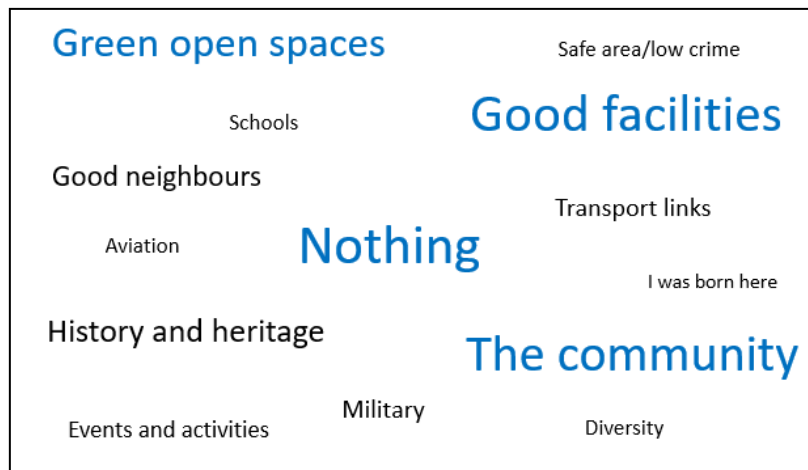 Green open spaces
Safe area/low crime
Good facilities
Schools
Good neighbours
Transport links
Aviation
Nothing
I was born here
History and heritage
The community
Military
Events and activities
Diversity